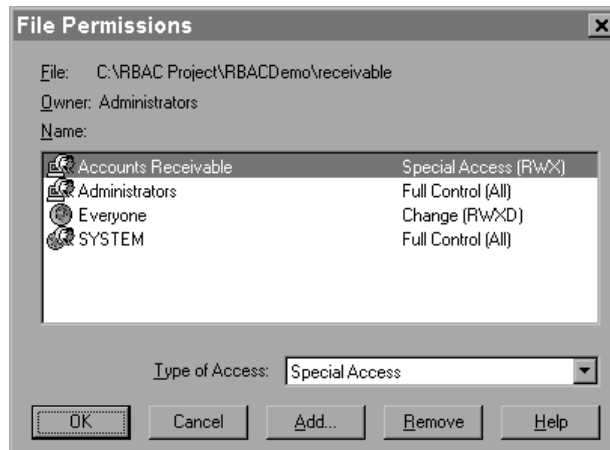 File Permissions
File: C:\RBAC Project\RBACDemo\receivable
Owner: Administrators
Name:
Accounts Receivable Special Access (RWX)
Administrators Full Control (All)
Everyone Change (RWXD)
SYSTEM Full Control (All)
Type of Access: Special Access
OK Cancel Add... Remove Help